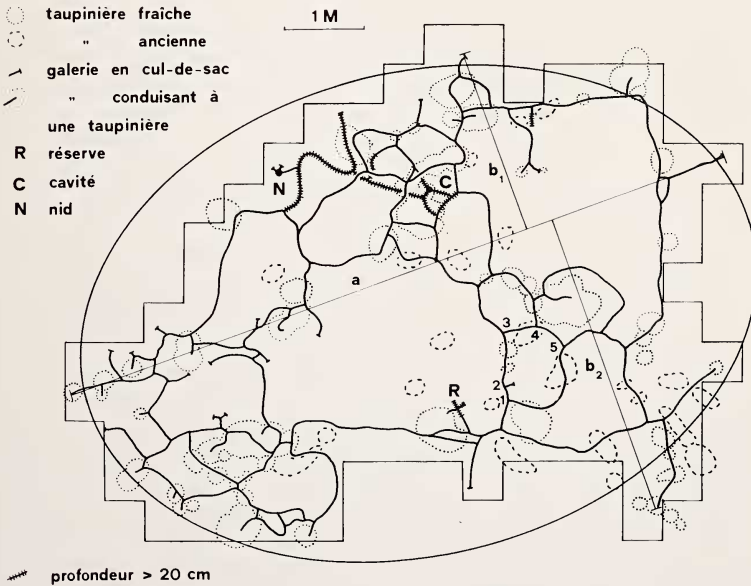 taupinière fraîche
" ancienne
galerie en cul-de-sac
" conduisant à
une taupinière
R réserve
C cavité
N nid
1 M
N
C
b₁
a
3
4
5
b₂
R
2
1
profondeur > 20 cm